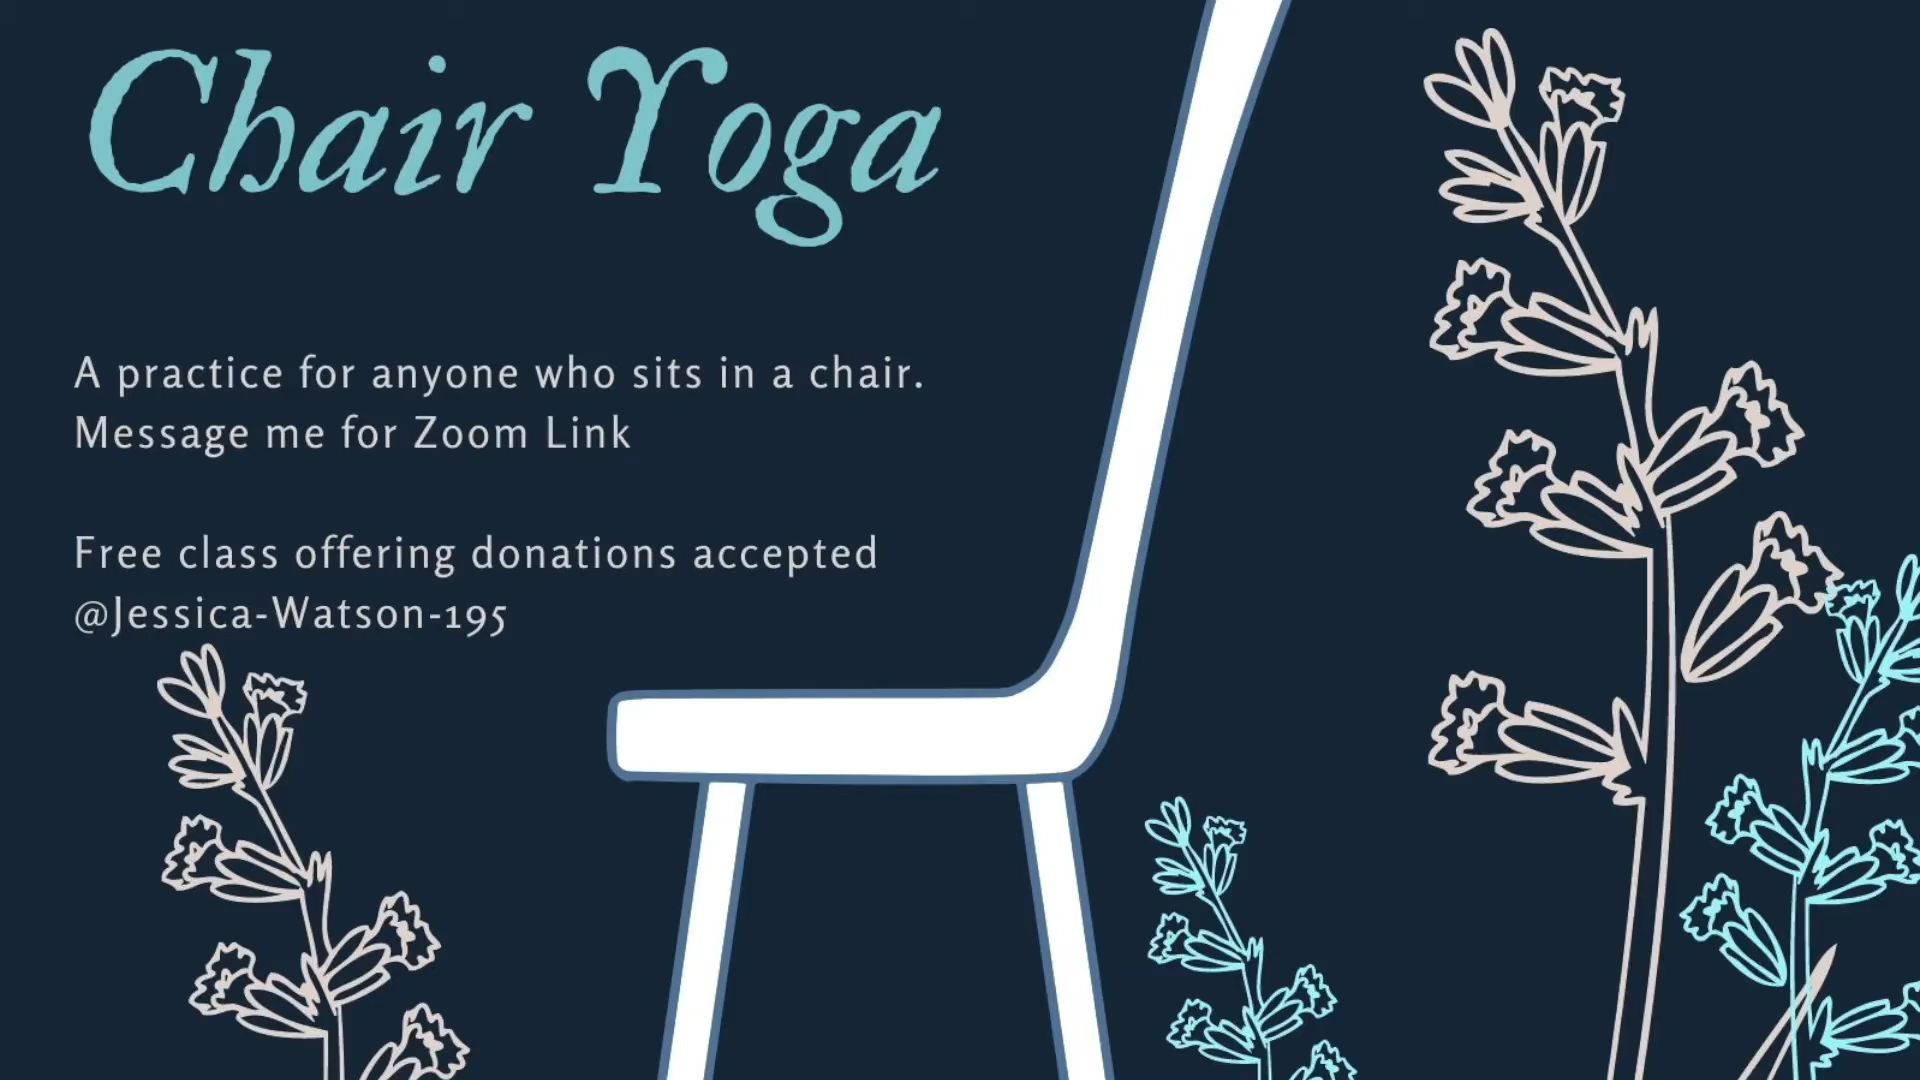 Chair Yoga
A practice for anyone who sits in a chair.
Message me for Zoom Link
Free class offering donations accepted
@Jessica-Watson-195